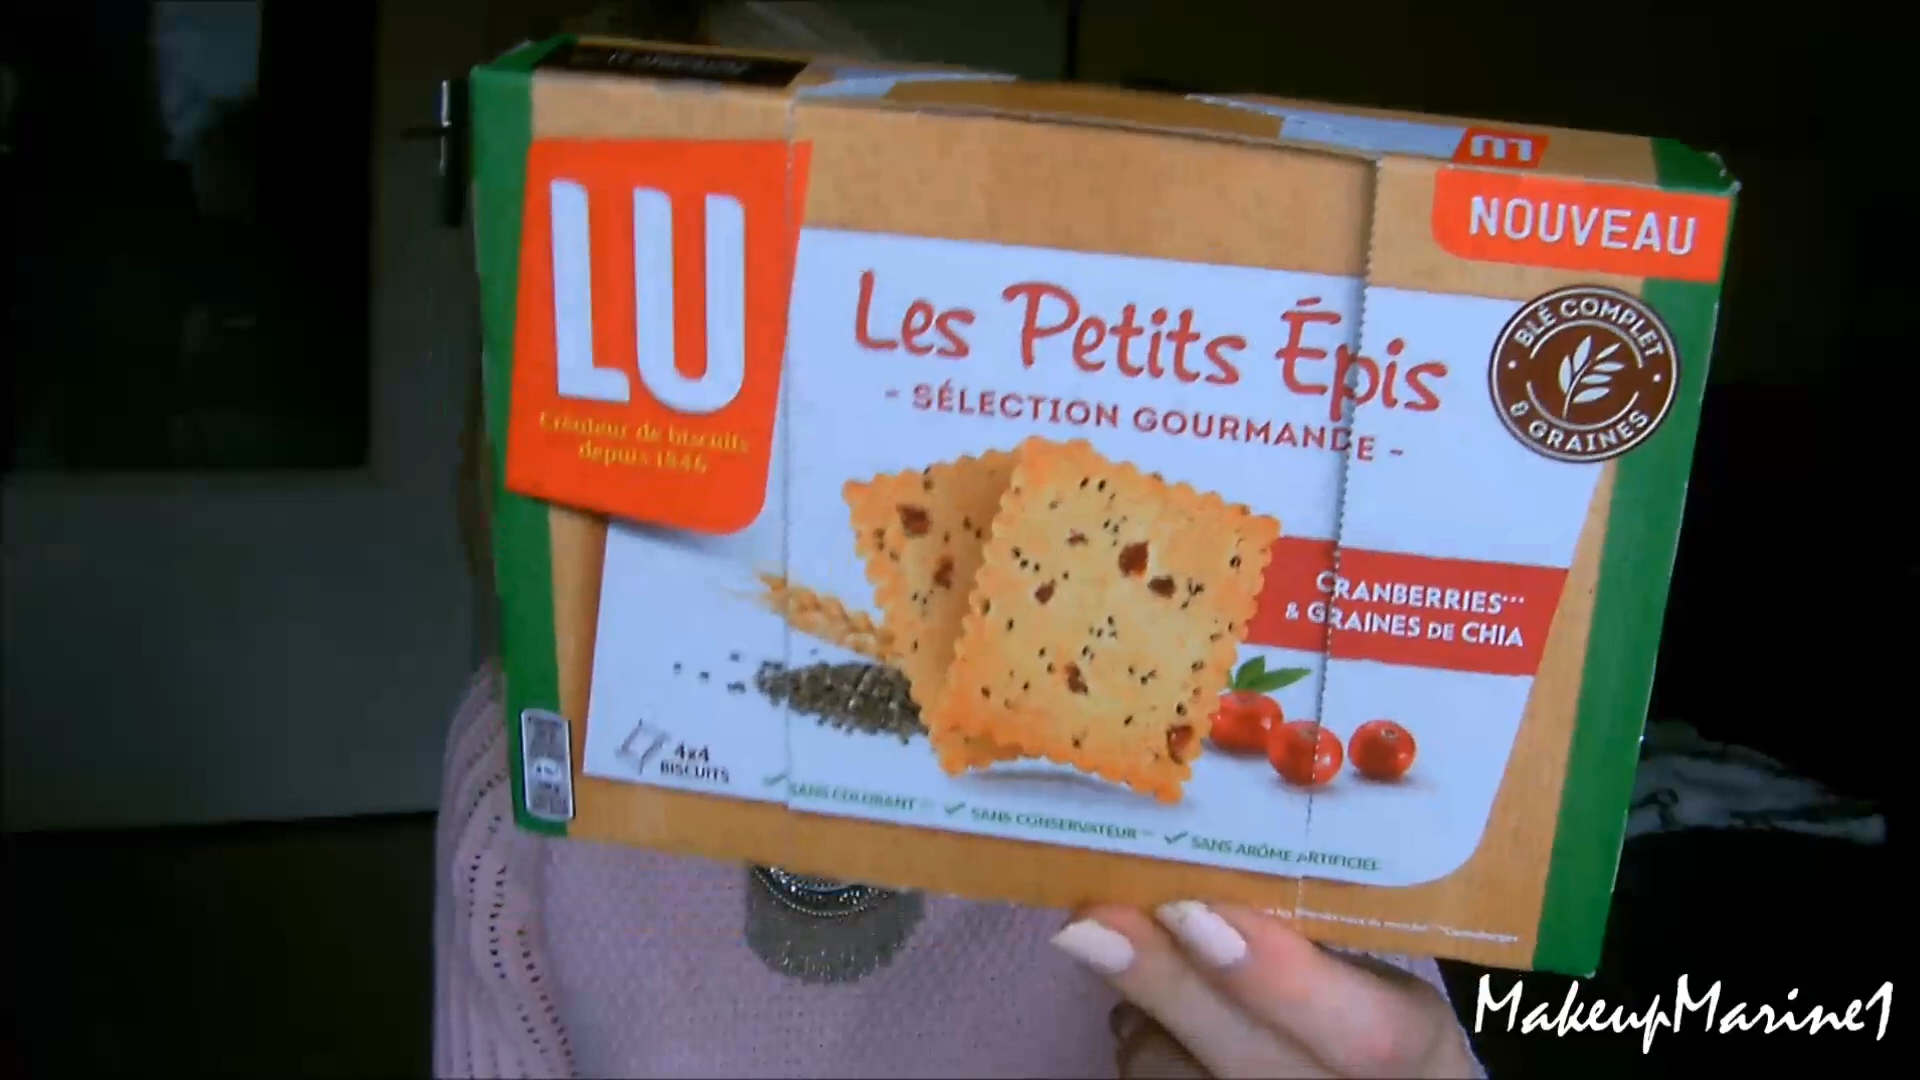 LU
Créateur de biscuits
depuis 1846
LU
NOUVEAU
BLÉ COMPLET
& GRAINES
Les Petits Épis
- SÉLECTION GOURMANDE -
CRANBERRIES***
& GRAINES DE CHIA
4x4
BISCUITS
SANS COLORANT
SANS CONSERVATEUR
SANS ARÔME ARTIFICIEL
MakeupMarine1